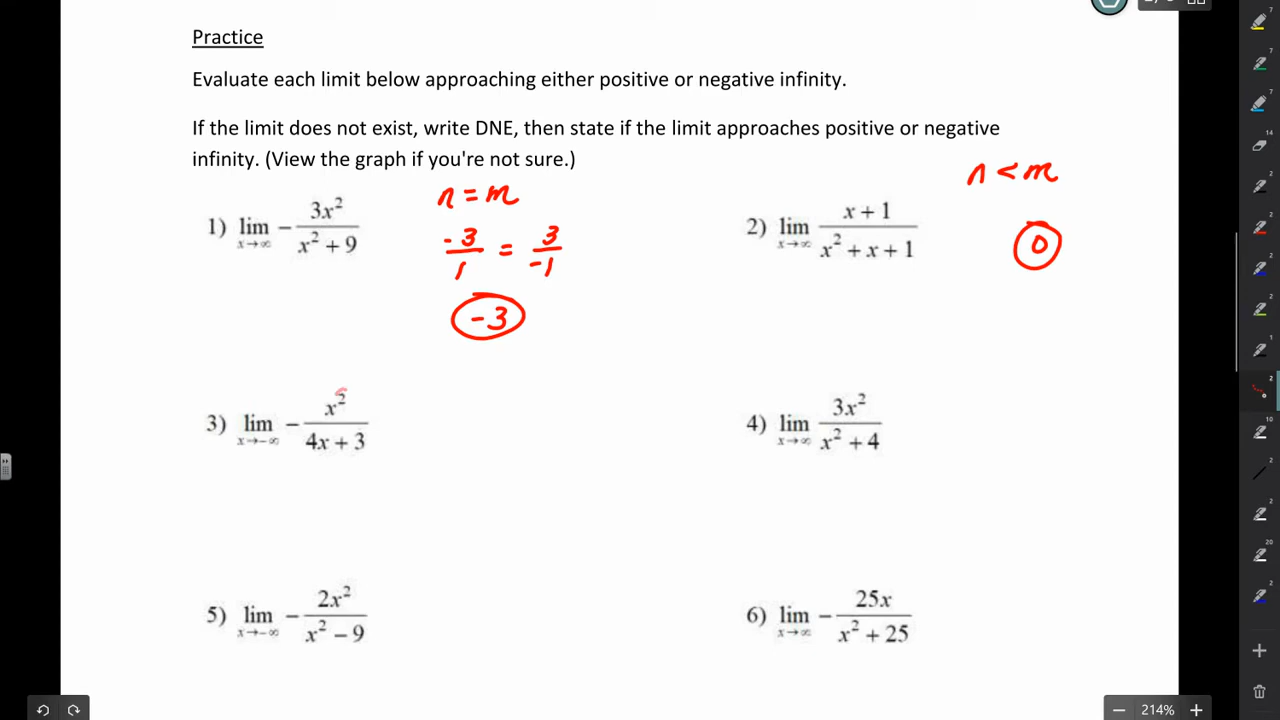 Practice
Evaluate each limit below approaching either positive or negative infinity.
If the limit does not exist, write DNE, then state if the limit approaches positive or negative
infinity. (View the graph if you're not sure.)
1) lim x→∞ − 3x² / x² + 9
n = m
-3/1 = 3/-1
-3
2) lim x→∞ x + 1 / x² + x + 1
n < m
0
3) lim x→−∞ − x² / 4x + 3
4) lim x→∞ 3x² / x² + 4
5) lim x→−∞ − 2x² / x² − 9
6) lim x→∞ − 25x / x² + 25
214%